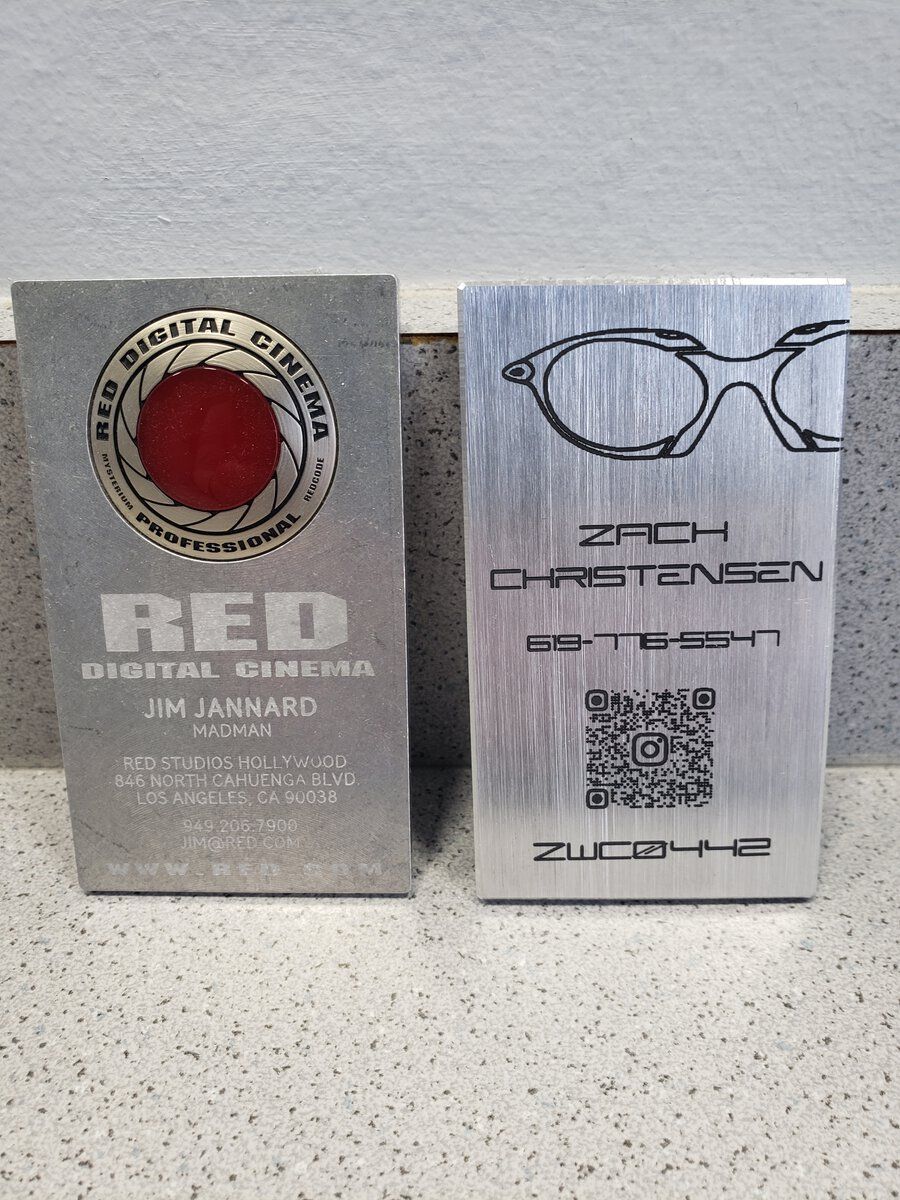 RED DIGITAL CINEMA
MYSTERIUM
REDCODE
PROFESSIONAL
RED
DIGITAL CINEMA
JIM JANNARD
MADMAN
RED STUDIOS HOLLYWOOD
846 NORTH CAHUENGA BLVD
LOS ANGELES, CA 90038
949.206.7900
JIM@RED.COM
WWW.RED.COM
ZACH
CHRISTENSEN
619-776-5547
ZWC0442